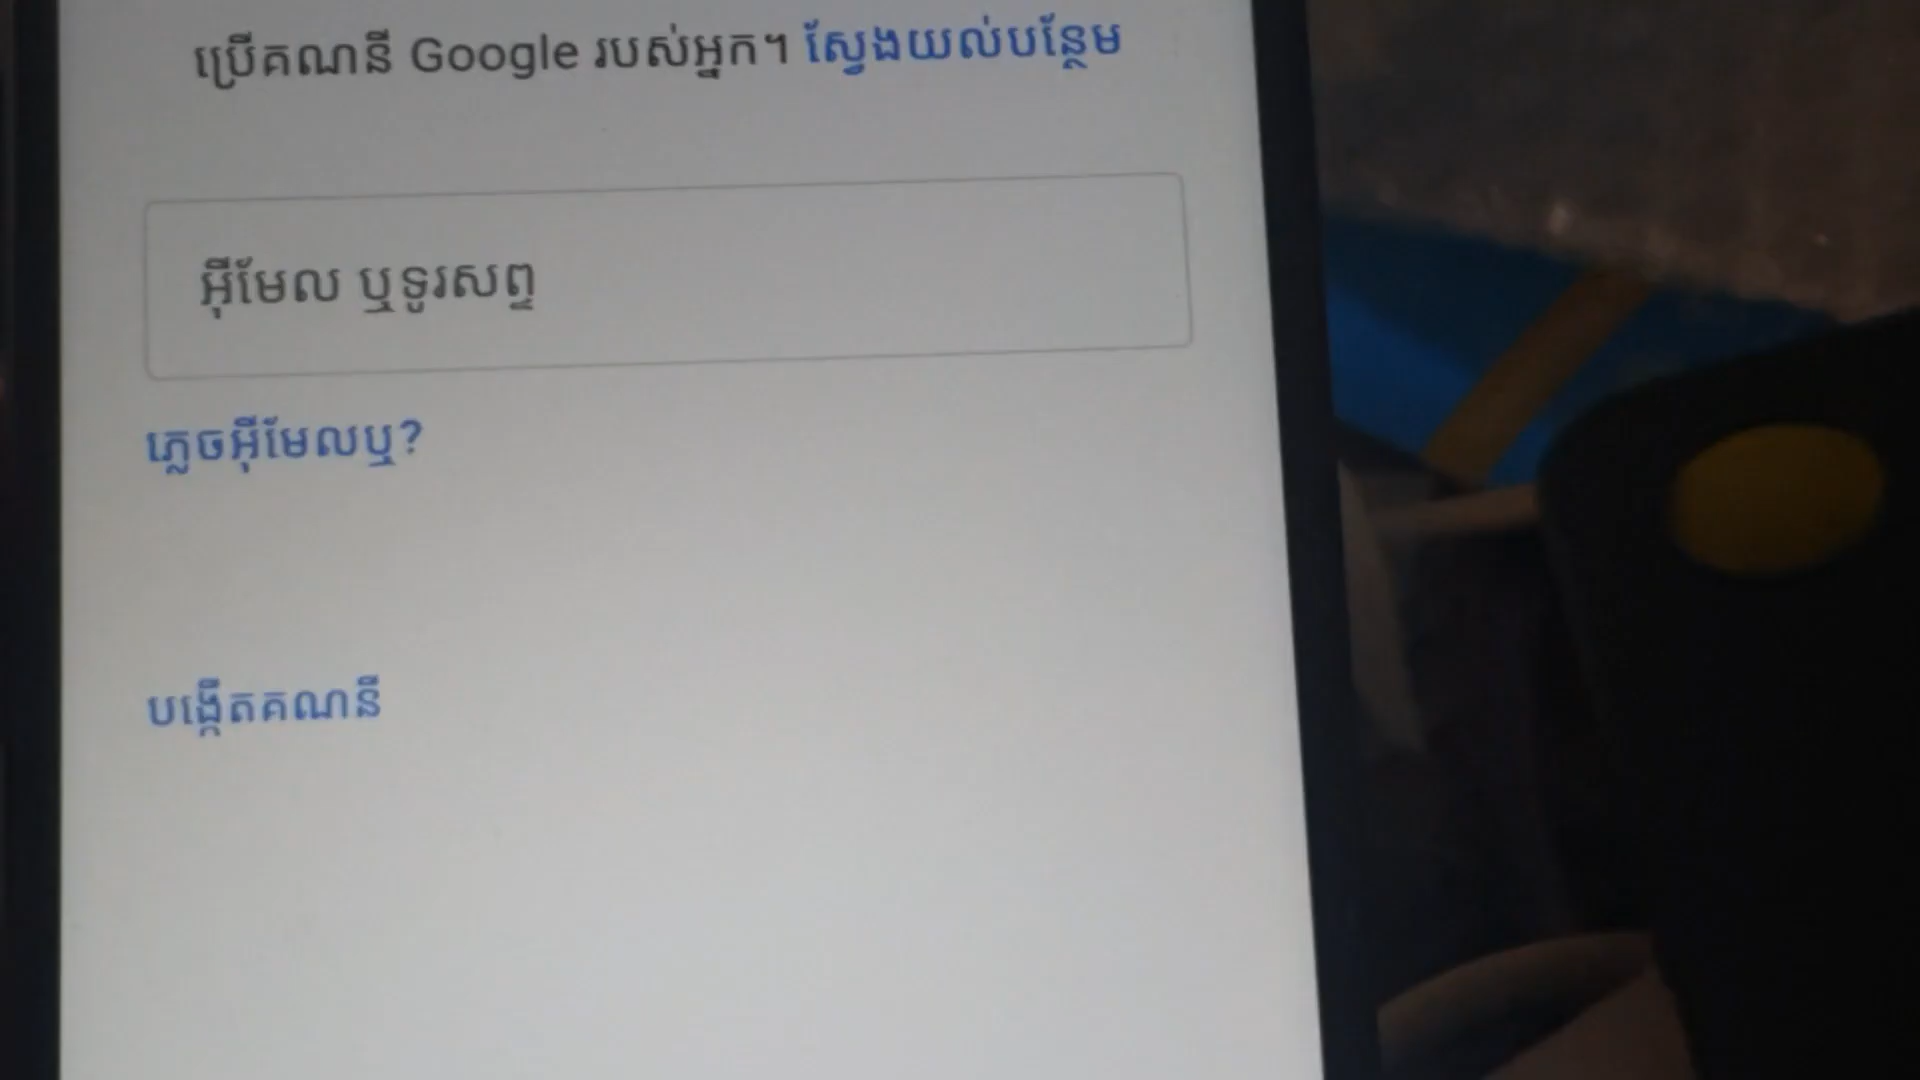 ប្រើគណនី Google របស់អ្នក។ ស្វែងយល់បន្ថែម
អ៊ីមែល ឬទូរសព្ទ
ភ្លេចអ៊ីមែលឬ?
បង្កើតគណនី